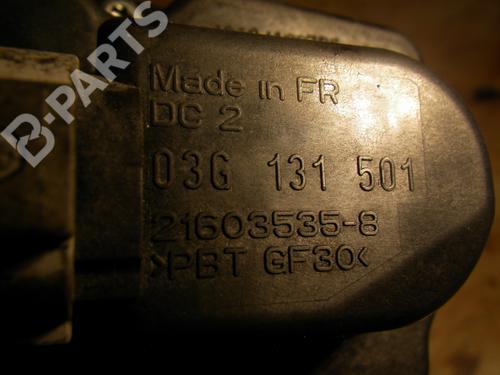 B-PARTS
Made in FR
DC 2
03G 131 501
21603535-8
>PBT GF30<